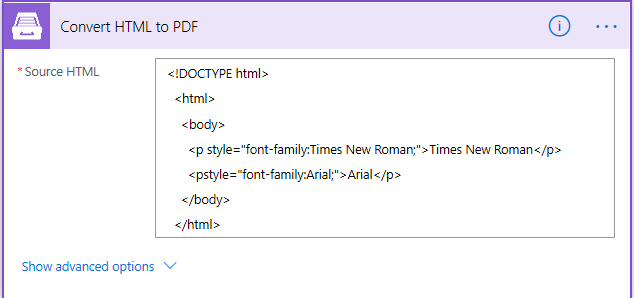 Convert HTML to PDF
* Source HTML
<!DOCTYPE html>
<html>
<body>
<p style="font-family:Times New Roman;">Times New Roman</p>
<pstyle="font-family:Arial;">Arial</p>
</body>
</html>
Show advanced options